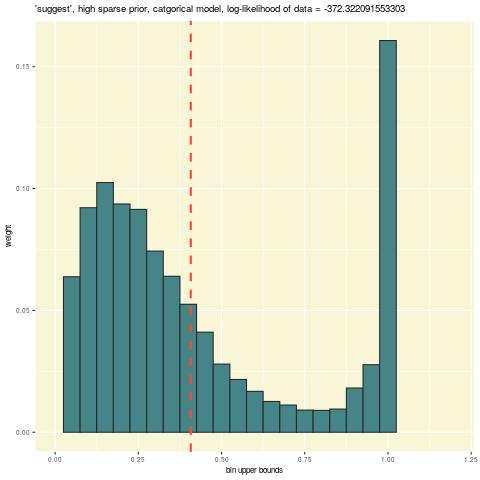 'suggest', high sparse prior, catgorical model, log-likelihood of data = -372.322091553303
0.15
0.10
0.05
0.00
weight
0.00 0.25 0.50 0.75 1.00 1.25
bin upper bounds